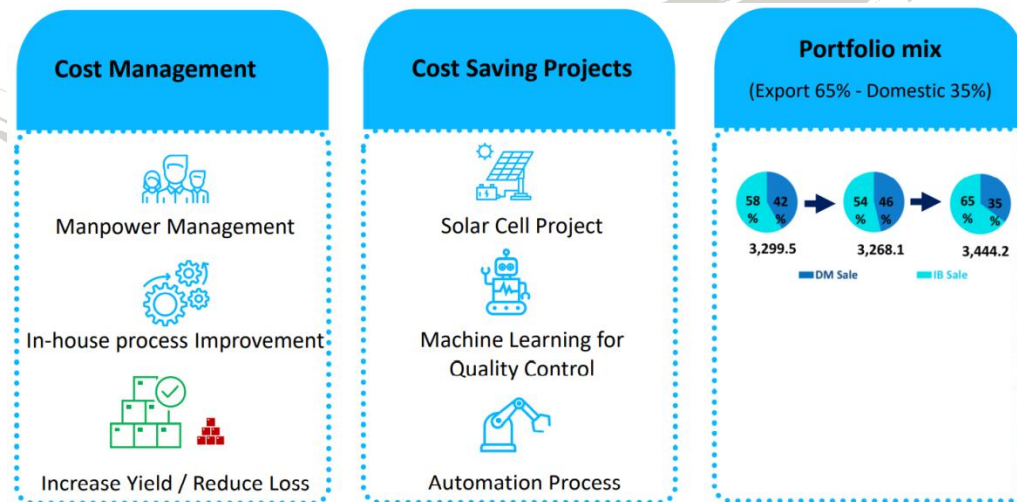 Cost Management
Manpower Management
In-house process Improvement
Increase Yield / Reduce Loss
Cost Saving Projects
Solar Cell Project
Machine Learning for
Quality Control
Automation Process
Portfolio mix
(Export 65% - Domestic 35%)
58 42
% %
54 46
% %
65 35
% %
3,299.5 3,268.1 3,444.2
DM Sale IB Sale